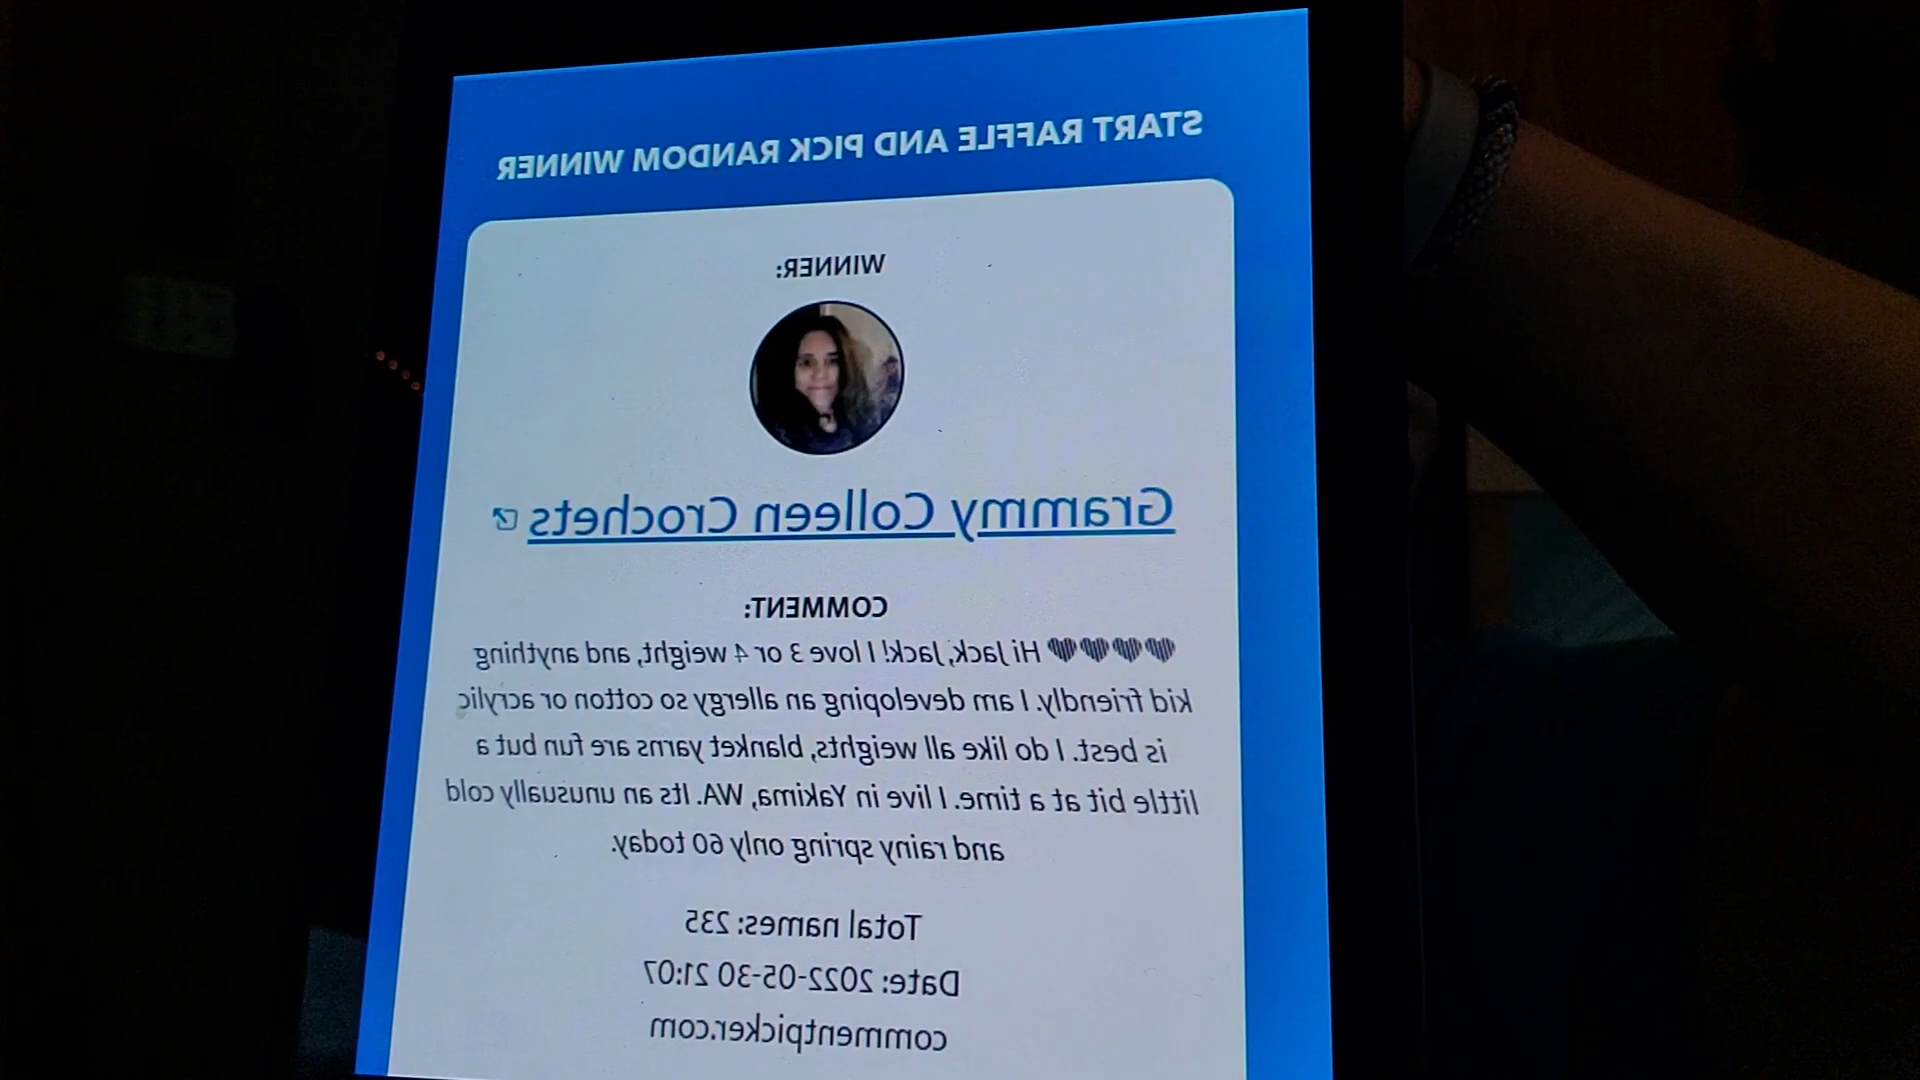 START RAFFLE AND PICK RANDOM WINNER
WINNER:
Grammy Colleen Crochets
COMMENT:
🖤🖤🖤🖤 Hi Jack, Jack! I love 3 or 4 weight, and anything
kid friendly. I am developing an allergy so cotton or acrylic
is best. I do like all weights, blanket yarns are fun but a
little bit at a time. I live in Yakima, WA. Its an unusually cold
and rainy spring only 60 today.
Total names: 235
Date: 2022-05-30 21:07
commentpicker.com